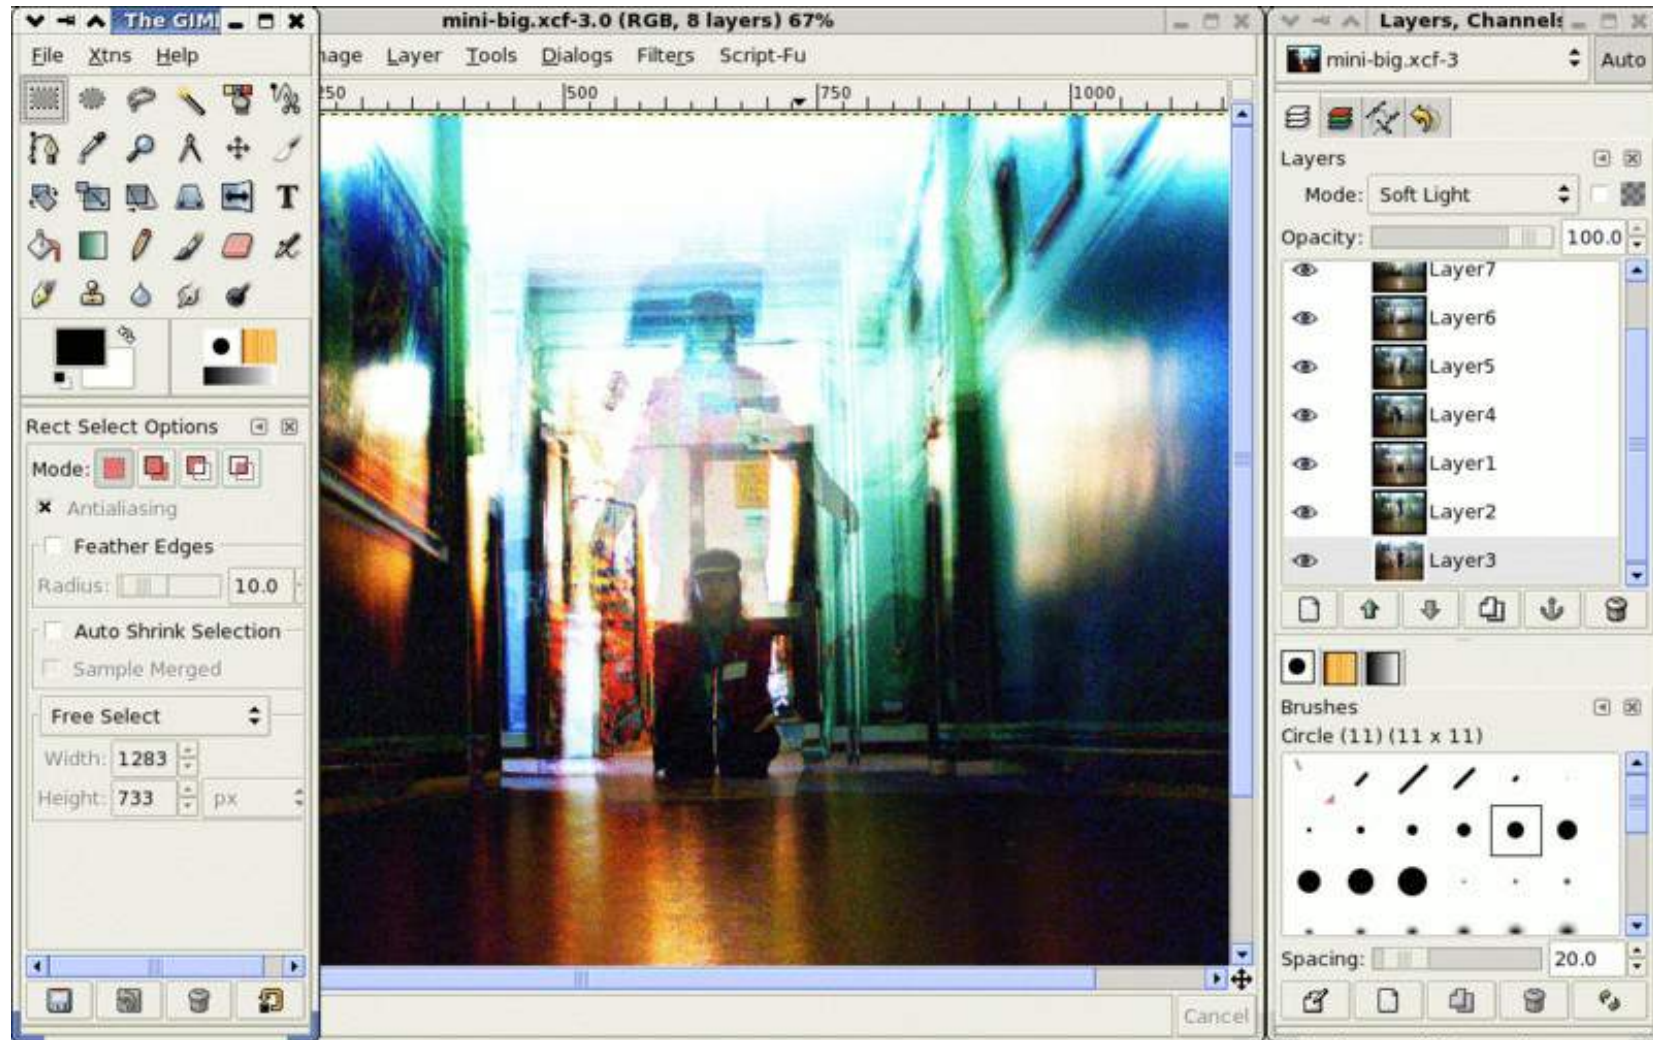 The GIM
File Xtns Help
Rect Select Options
Mode:
Antialiasing
Feather Edges
Radius: 10.0
Auto Shrink Selection
Sample Merged
Free Select
Width: 1283
Height: 733 px
mini-big.xcf-3.0 (RGB, 8 layers) 67%
Layer Tools Dialogs Filters Script-Fu
500 750 1000
Cancel
Layers, Channels
mini-big.xcf-3 Auto
Layers
Mode: Soft Light
Opacity: 100.0
Layer7
Layer6
Layer5
Layer4
Layer1
Layer2
Layer3
Brushes
Circle (11) (11 x 11)
Spacing: 20.0